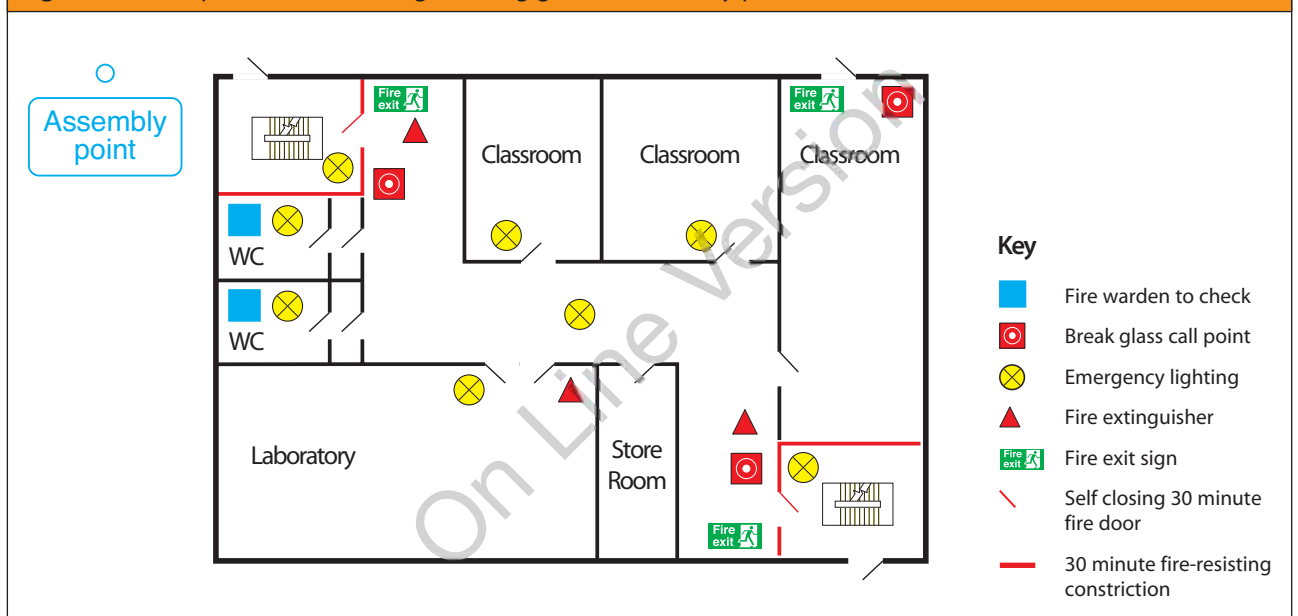 Assembly
point
Fire
exit
Fire
exit
Classroom
Classroom
Classroom
WC
WC
Laboratory
Store
Room
Fire
exit
On Line Version
Key
Fire warden to check
Break glass call point
Emergency lighting
Fire extinguisher
Fire
exit
Fire exit sign
Self closing 30 minute
fire door
30 minute fire-resisting
constriction